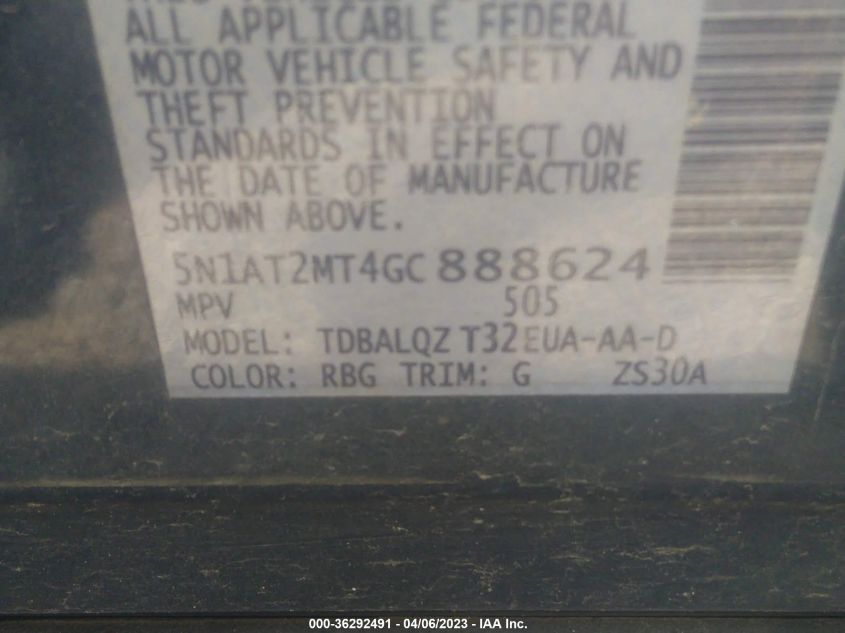 ALL APPLICABLE FEDERAL
MOTOR VEHICLE SAFETY AND
THEFT PREVENTION
STANDARDS IN EFFECT ON
THE DATE OF MANUFACTURE
SHOWN ABOVE.
5N1AT2MT4GC888624
MPV 505
MODEL: TDBALQZ T32EUA-AA-D
COLOR: RBG TRIM: G ZS30A
000-36292491 - 04/06/2023 - IAA Inc.